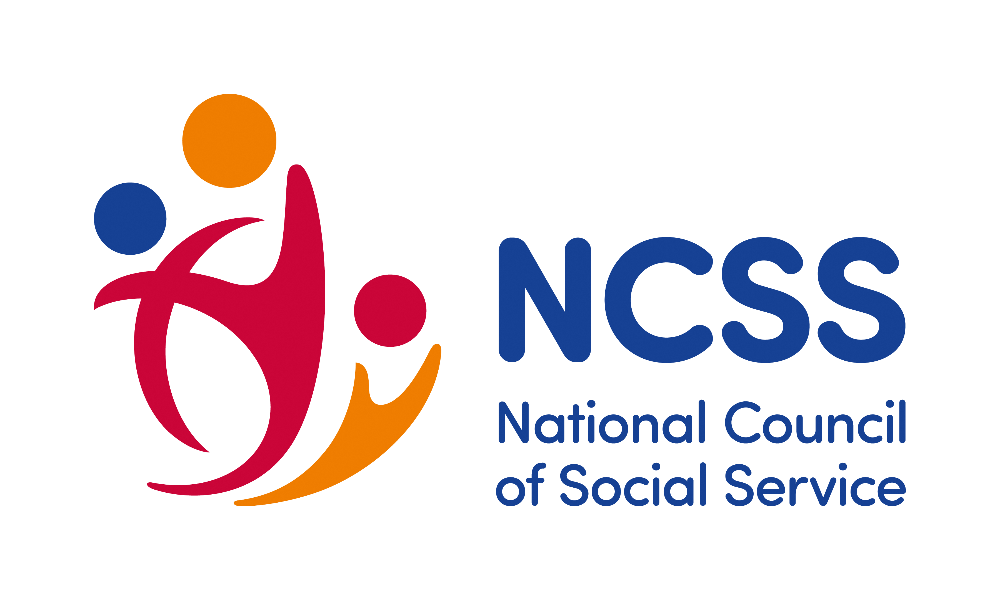 NCSS
National Council
of Social Service